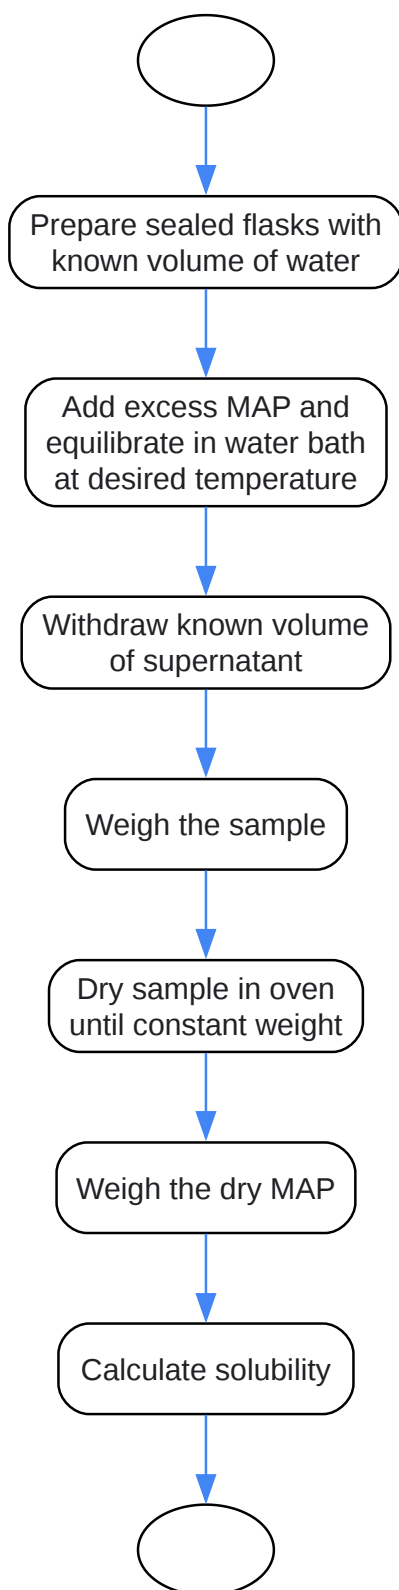 Prepare sealed flasks with
known volume of water
Add excess MAP and
equilibrate in water bath
at desired temperature
Withdraw known volume
of supernatant
Weigh the sample
Dry sample in oven
until constant weight
Weigh the dry MAP
Calculate solubility